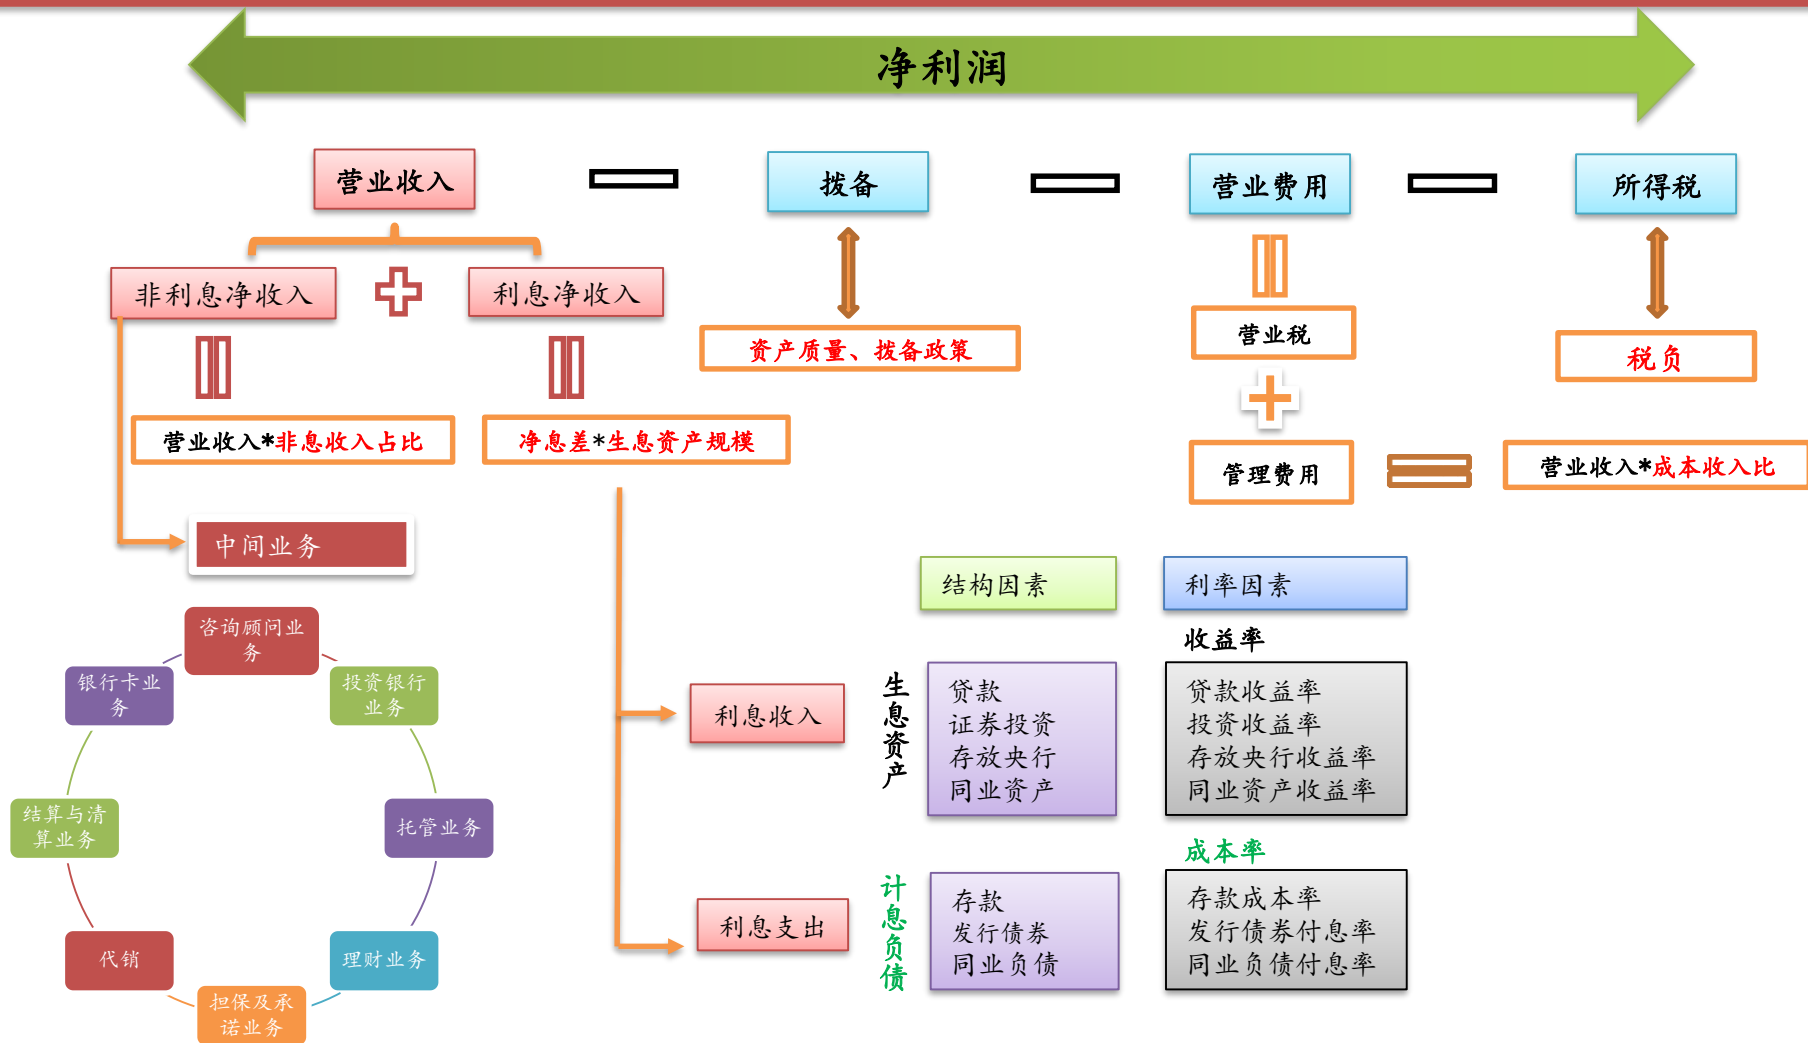 净利润
营业收入
拨备
营业费用
所得税
非利息净收入
利息净收入
资产质量、拨备政策
营业税
税负
营业收入*非息收入占比
净息差*生息资产规模
管理费用
营业收入*成本收入比
中间业务
结构因素
利率因素
咨询顾问业
务
投资银行
业务
托管业务
理财业务
担保及承
诺业务
代销
结算与清
算业务
银行卡业
务
收益率
利息收入
生息资产
贷款
证券投资
存放央行
同业资产
贷款收益率
投资收益率
存放央行收益率
同业资产收益率
成本率
利息支出
计息负债
存款
发行债券
同业负债
存款成本率
发行债券付息率
同业负债付息率